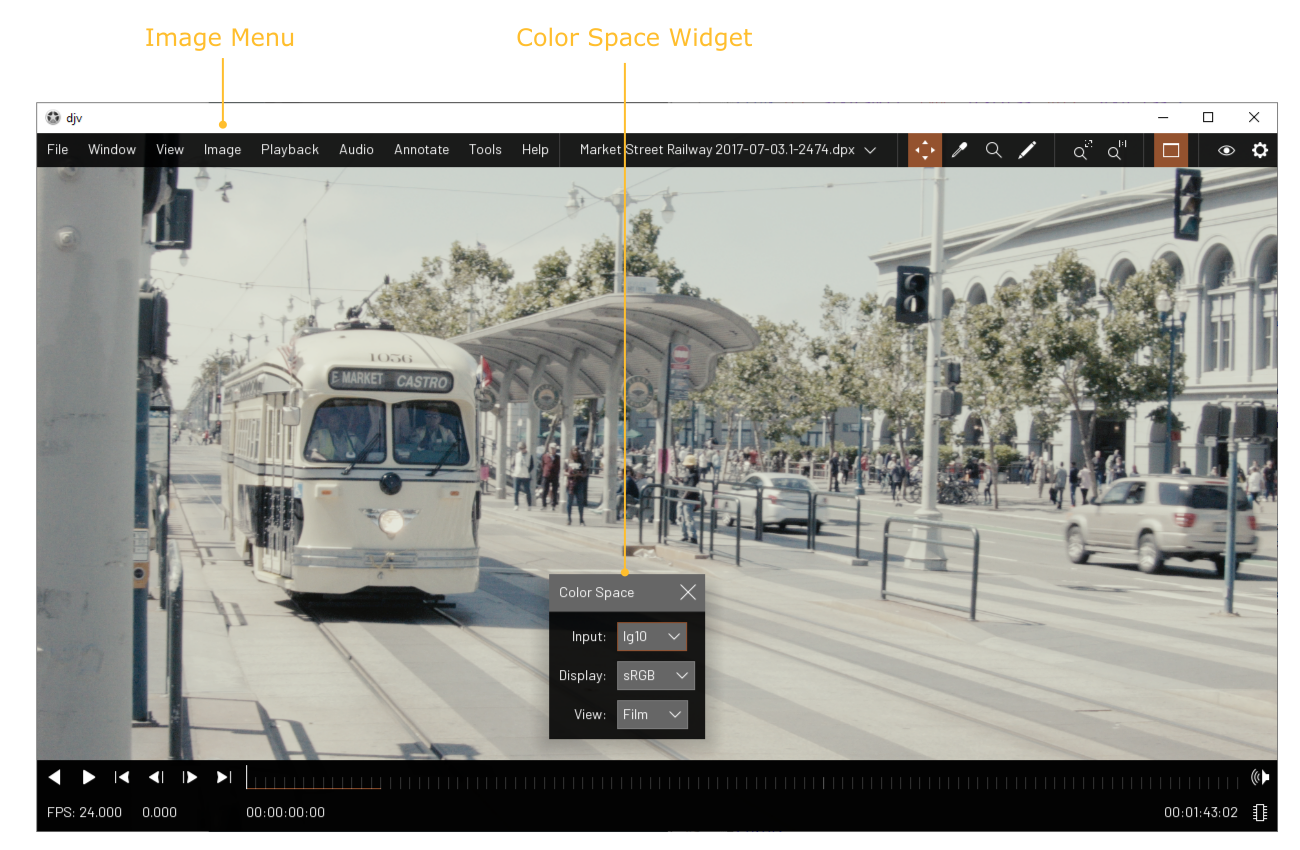 Image Menu
Color Space Widget
djv
File Window View Image Playback Audio Annotate Tools Help Market Street Railway 2017-07-03.1-2474.dpx
1056
F MARKET CASTRO
Color Space
Input: lg10
Display: sRGB
View: Film
FPS: 24.000 0.000 00:00:00:00 00:01:43:02